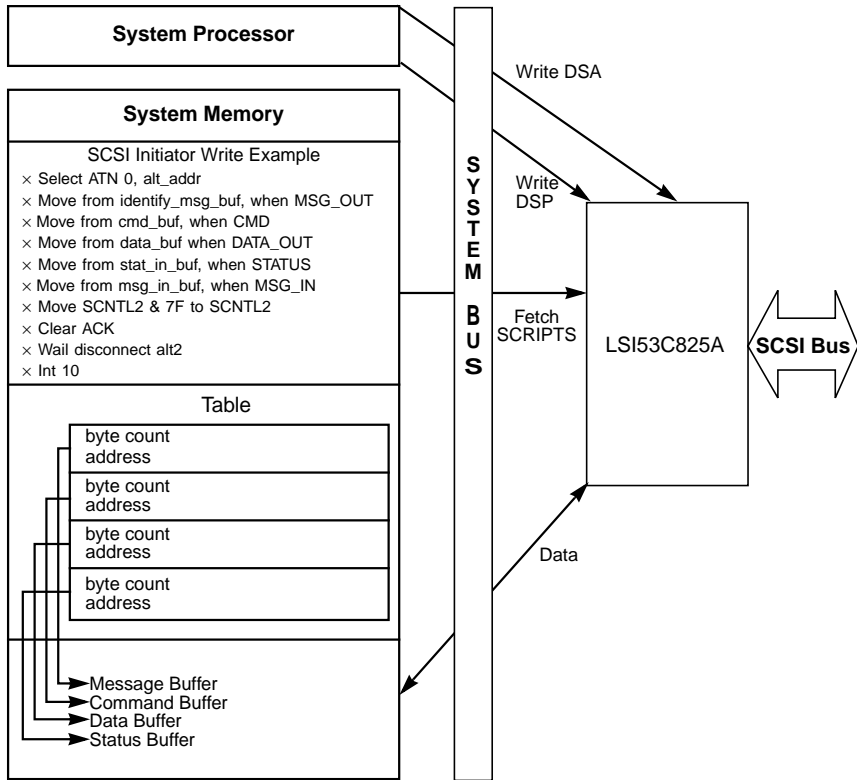 System Processor
System Memory
SCSI Initiator Write Example
× Select ATN 0, alt_addr
× Move from identify_msg_buf, when MSG_OUT
× Move from cmd_buf, when CMD
× Move from data_buf when DATA_OUT
× Move from stat_in_buf, when STATUS
× Move from msg_in_buf, when MSG_IN
× Move SCNTL2 & 7F to SCNTL2
× Clear ACK
× Wail disconnect alt2
× Int 10
Table
byte count
address
byte count
address
byte count
address
byte count
address
Message Buffer
Command Buffer
Data Buffer
Status Buffer
SYSTEM BUS
Write DSA
Write
DSP
Fetch
SCRIPTS
Data
LSI53C825A
SCSI Bus